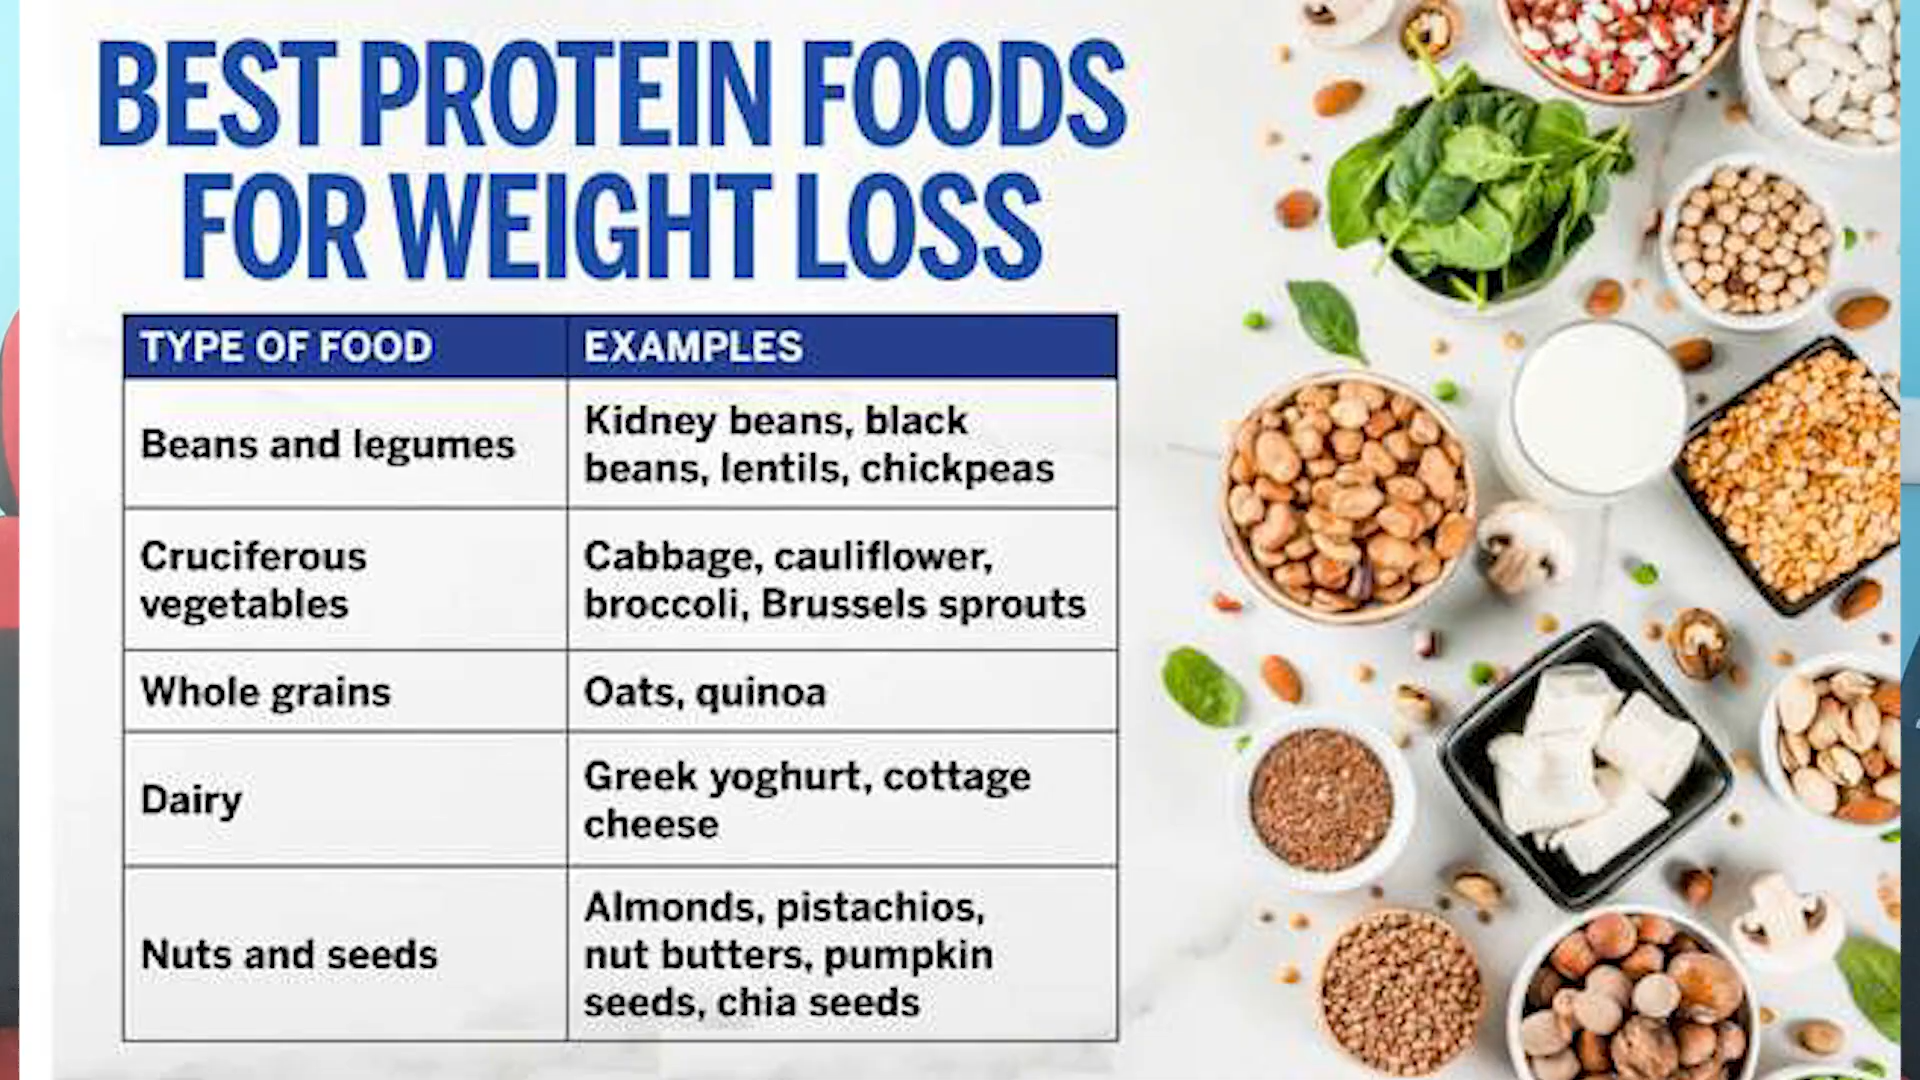 BEST PROTEIN FOODS
FOR WEIGHT LOSS
TYPE OF FOOD
EXAMPLES
Beans and legumes
Kidney beans, black
beans, lentils, chickpeas
Cruciferous
vegetables
Cabbage, cauliflower,
broccoli, Brussels sprouts
Whole grains
Oats, quinoa
Dairy
Greek yoghurt, cottage
cheese
Nuts and seeds
Almonds, pistachios,
nut butters, pumpkin
seeds, chia seeds